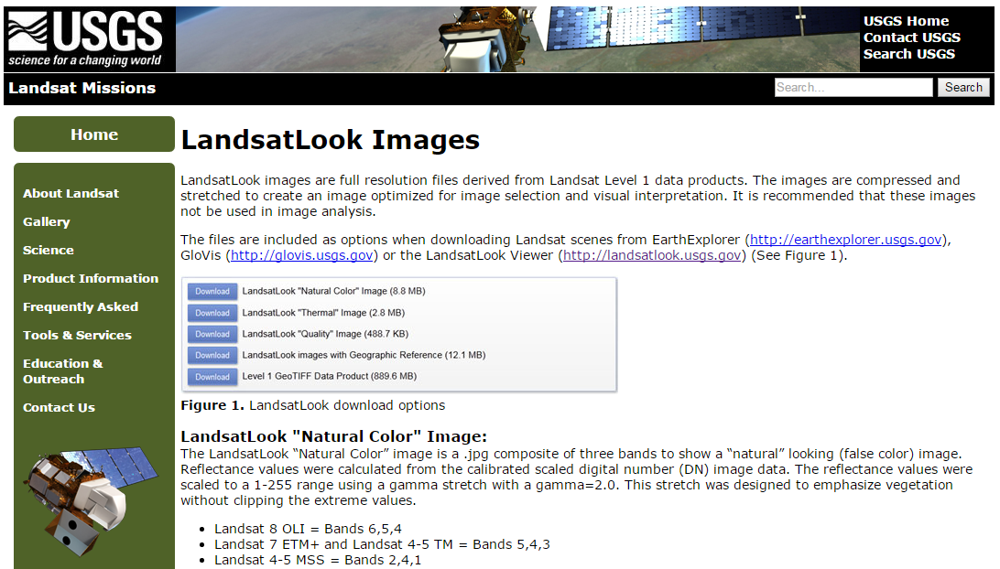 USGS
science for a changing world
USGS Home
Contact USGS
Search USGS
Landsat Missions
Search...
Search
Home
About Landsat
Gallery
Science
Product Information
Frequently Asked
Tools & Services
Education &
Outreach
Contact Us
LandsatLook Images
LandsatLook images are full resolution files derived from Landsat Level 1 data products. The images are compressed and
stretched to create an image optimized for image selection and visual interpretation. It is recommended that these images
not be used in image analysis.
The files are included as options when downloading Landsat scenes from EarthExplorer (http://earthexplorer.usgs.gov),
GloVis (http://glovis.usgs.gov) or the LandsatLook Viewer (http://landsatlook.usgs.gov) (See Figure 1).
Download LandsatLook "Natural Color" Image (8.8 MB)
Download LandsatLook "Thermal" Image (2.8 MB)
Download LandsatLook "Quality" Image (488.7 KB)
Download LandsatLook images with Geographic Reference (12.1 MB)
Download Level 1 GeoTIFF Data Product (889.6 MB)
Figure 1. LandsatLook download options
LandsatLook "Natural Color" Image:
The LandsatLook “Natural Color” image is a .jpg composite of three bands to show a “natural” looking (false color) image.
Reflectance values were calculated from the calibrated scaled digital number (DN) image data. The reflectance values were
scaled to a 1-255 range using a gamma stretch with a gamma=2.0. This stretch was designed to emphasize vegetation
without clipping the extreme values.
• Landsat 8 OLI = Bands 6,5,4
• Landsat 7 ETM+ and Landsat 4-5 TM = Bands 5,4,3
• Landsat 4-5 MSS = Bands 2,4,1